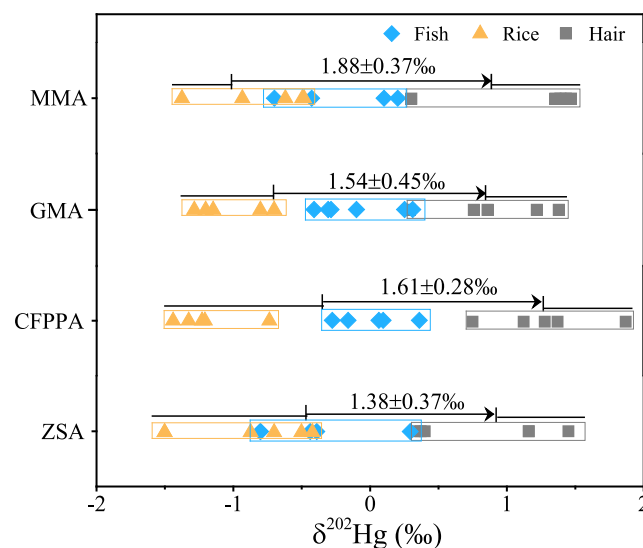 Fish Rice Hair
MMA
1.88±0.37‰
GMA
1.54±0.45‰
CFPPA
1.61±0.28‰
ZSA
1.38±0.37‰
-2 -1 0 1 2
δ²⁰²Hg (‰)